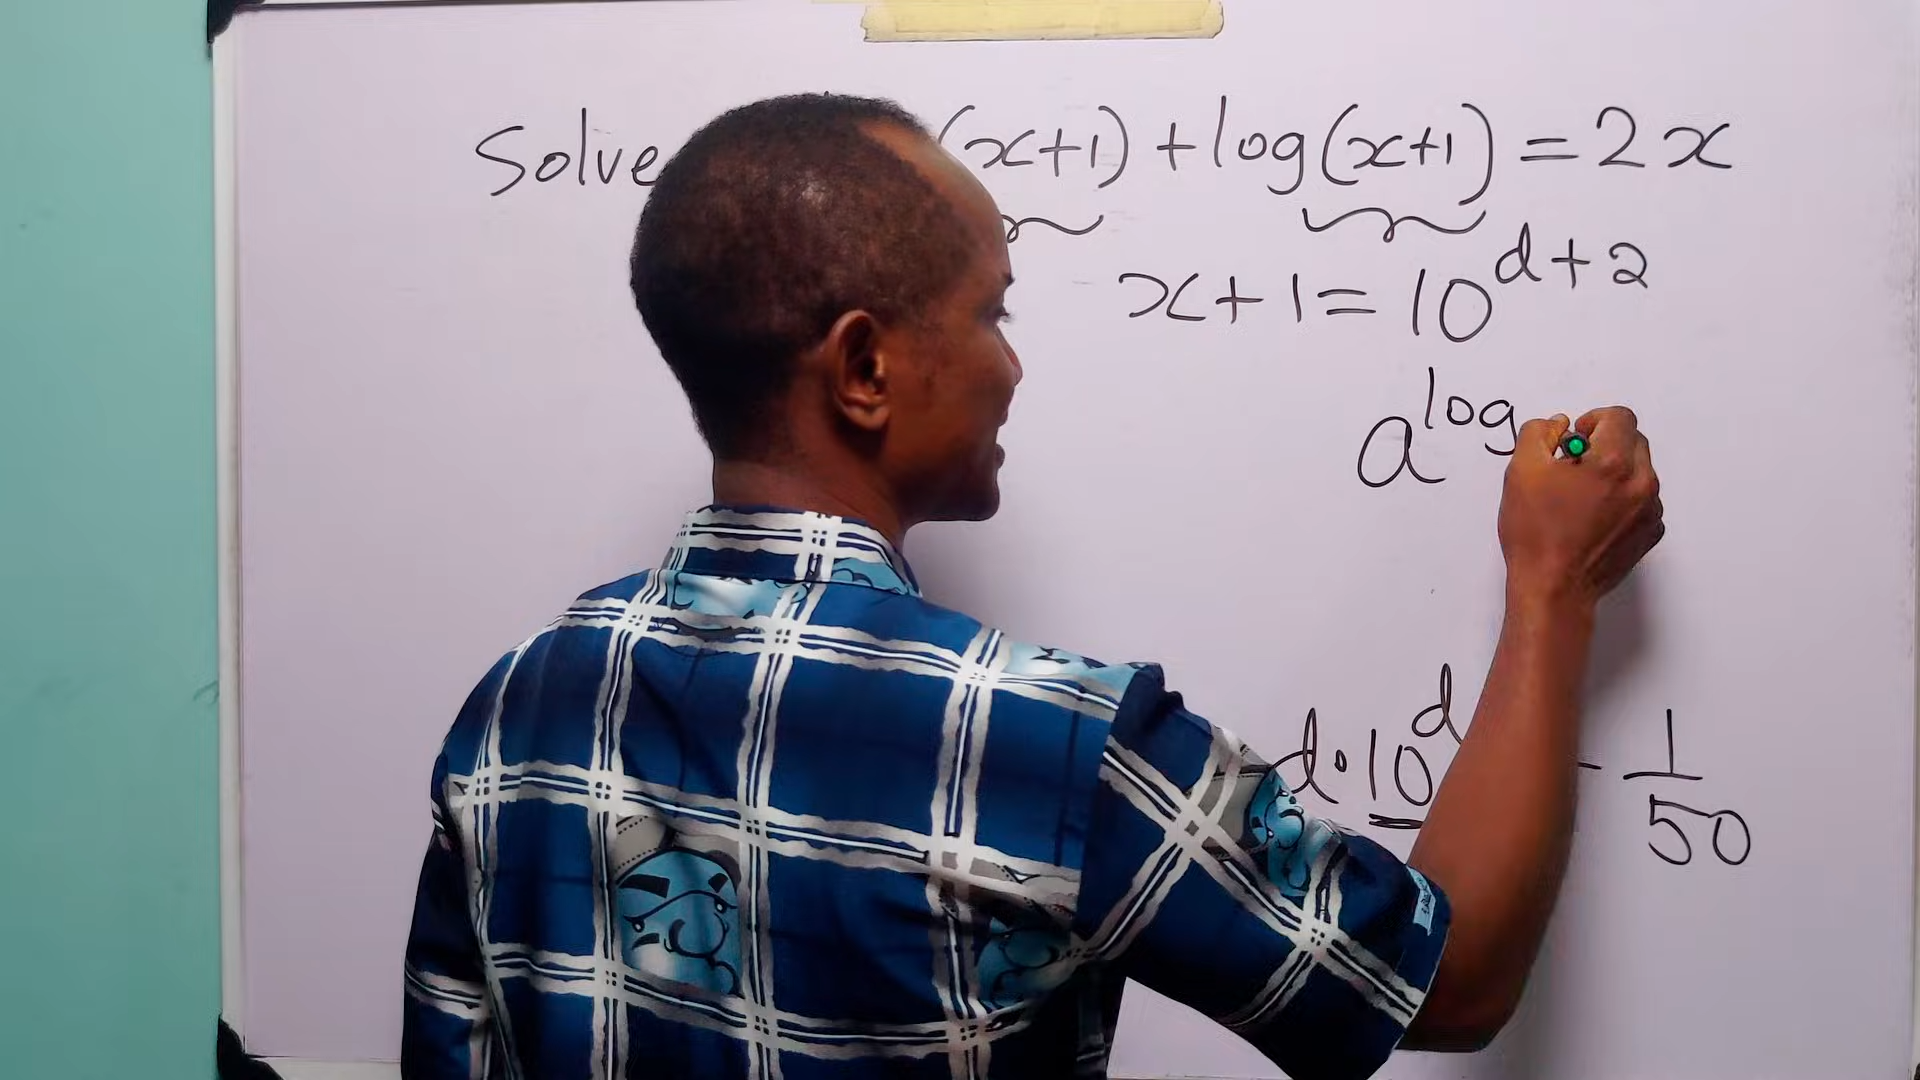 Solve (x+1) + log(x+1) = 2x
x+1 = 10^{d+2}
a^{log
d·10^d - 1/50